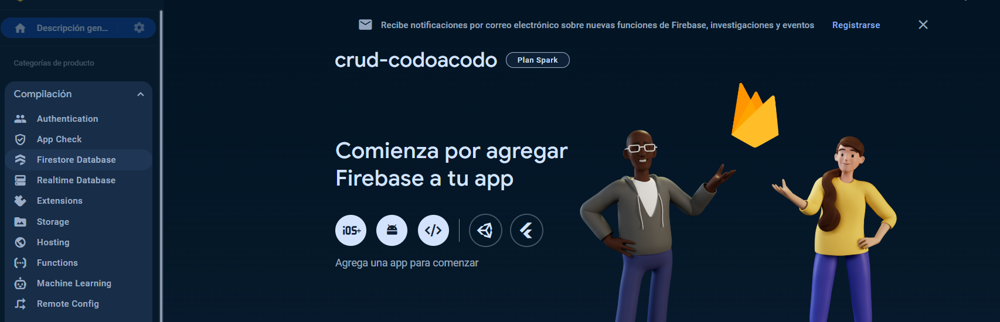 Descripción gen...
Categorías de producto
Compilación
Authentication
App Check
Firestore Database
Realtime Database
Extensions
Storage
Hosting
Functions
Machine Learning
Remote Config
Recibe notificaciones por correo electrónico sobre nuevas funciones de Firebase, investigaciones y eventos Registrarse
crud-codoacodo Plan Spark
Comienza por agregar
Firebase a tu app
iOS+
Agrega una app para comenzar